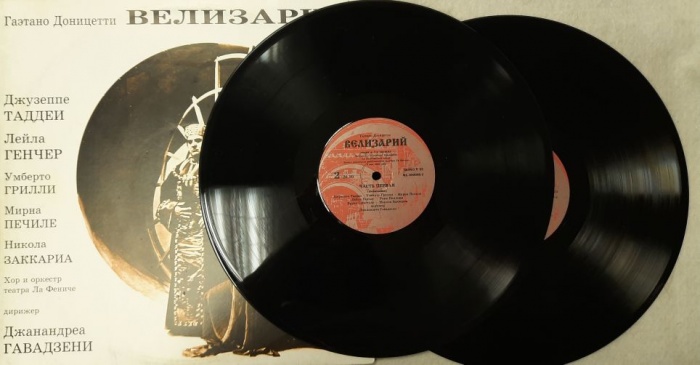 Гаэтано Доницетти ВЕЛИЗАРИ
Джузеппе
ТАДДЕИ
Лейла
ГЕНЧЕР
Умберто
ГРИЛЛИ
Мирна
ПЕЧИЛЕ
Никола
ЗАККАРИА
Хор и оркестр
театра Ла Фениче
дирижер
Джанандреа
ГАВАДЗЕНИ
ВЕЛИЗАРИЙ
2
ЧАСТЬ ПЕРВАЯ